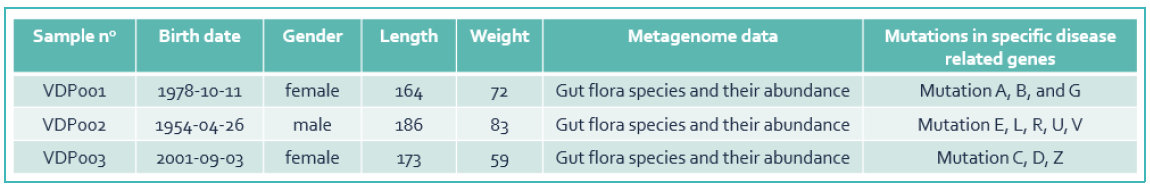 Sample nº Birth date Gender Length Weight Metagenome data Mutations in specific disease
related genes
VDP001 1978-10-11 female 164 72 Gut flora species and their abundance Mutation A, B, and G
VDP002 1954-04-26 male 186 83 Gut flora species and their abundance Mutation E, L, R, U, V
VDP003 2001-09-03 female 173 59 Gut flora species and their abundance Mutation C, D, Z